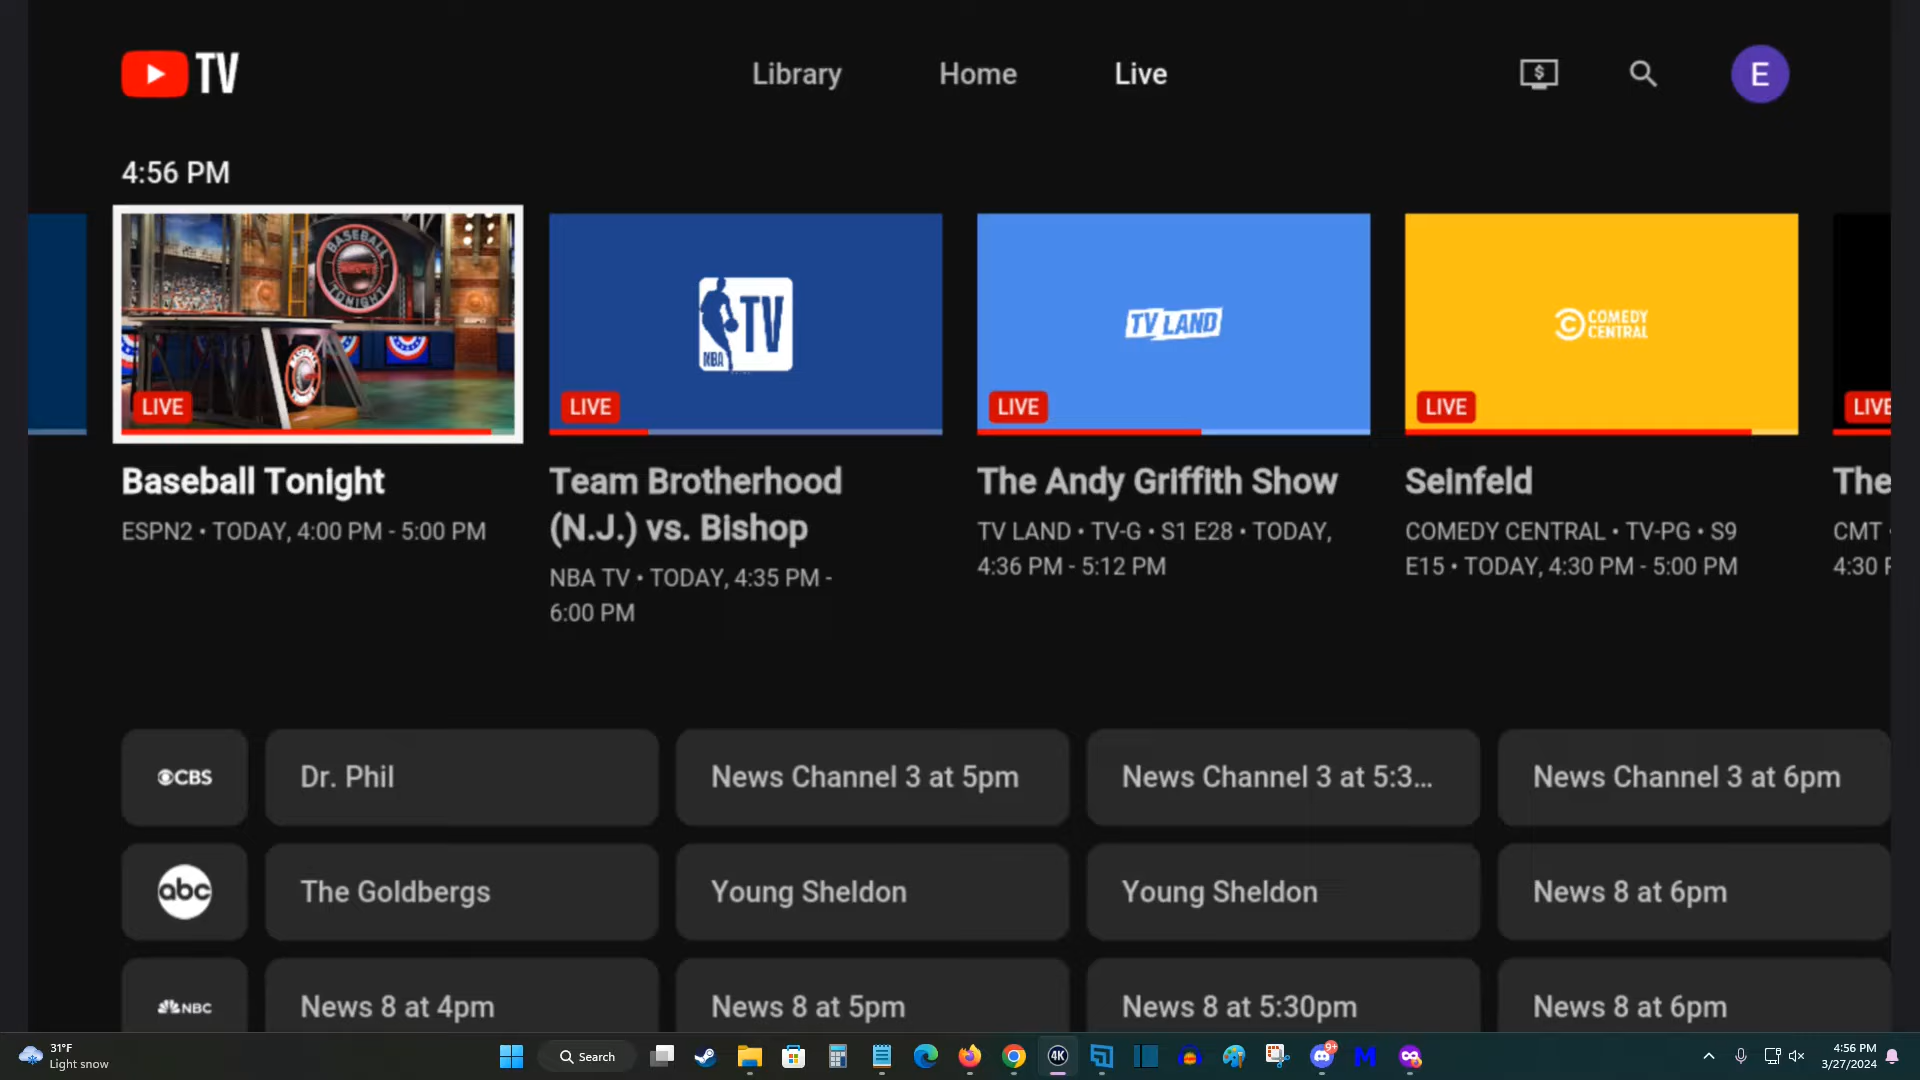 TV
Library
Home
Live
$
E
4:56 PM
BASEBALL
TONIGHT
LIVE
NBA
TV
LIVE
TV LAND
LIVE
COMEDY
CENTRAL
LIVE
LIVE
Baseball Tonight
ESPN2 • TODAY, 4:00 PM - 5:00 PM
Team Brotherhood
(N.J.) vs. Bishop
NBA TV • TODAY, 4:35 PM -
6:00 PM
The Andy Griffith Show
TV LAND • TV-G • S1 E28 • TODAY,
4:36 PM - 5:12 PM
Seinfeld
COMEDY CENTRAL • TV-PG • S9
E15 • TODAY, 4:30 PM - 5:00 PM
The
CMT
4:30
CBS
Dr. Phil
News Channel 3 at 5pm
News Channel 3 at 5:3...
News Channel 3 at 6pm
abc
The Goldbergs
Young Sheldon
Young Sheldon
News 8 at 6pm
NBC
News 8 at 4pm
News 8 at 5pm
News 8 at 5:30pm
News 8 at 6pm
31°F
Light snow
Search
4K
9+
4:56 PM
3/27/2024